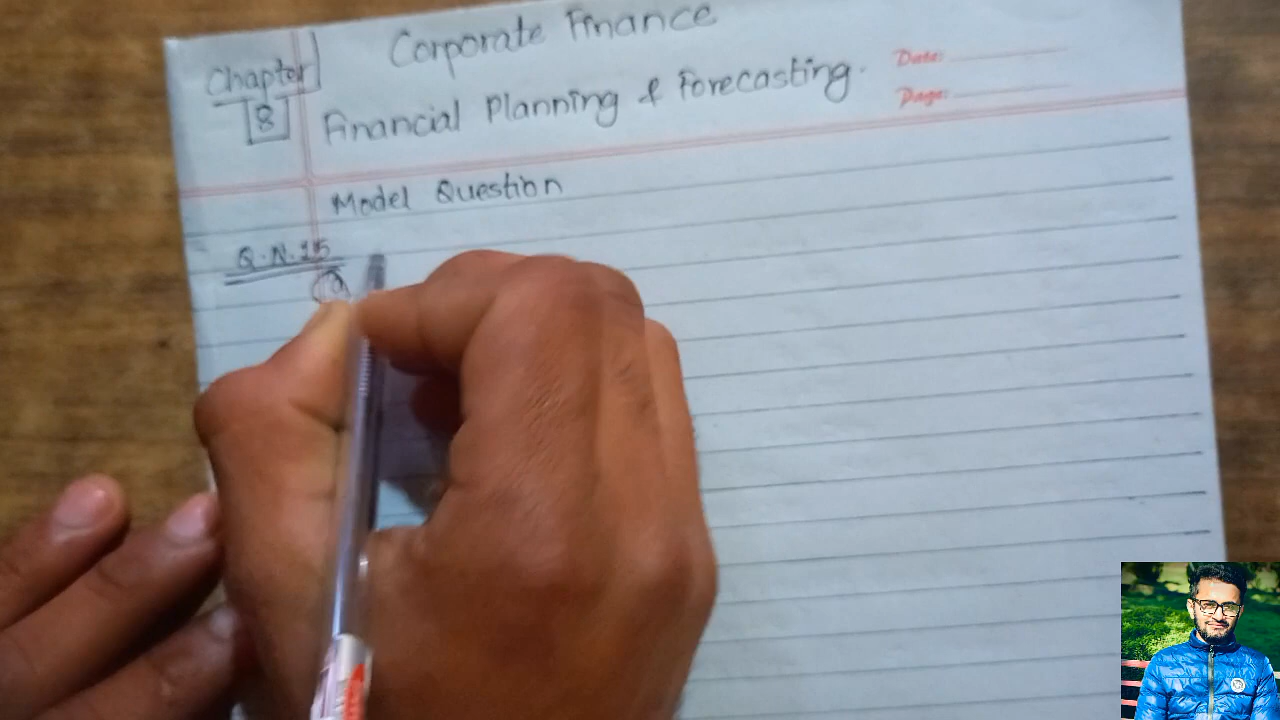 Corporate Finance
Chapter
8
Financial Planning & Forecasting.
Date:
Page:
Model Question
Q.N.15
a